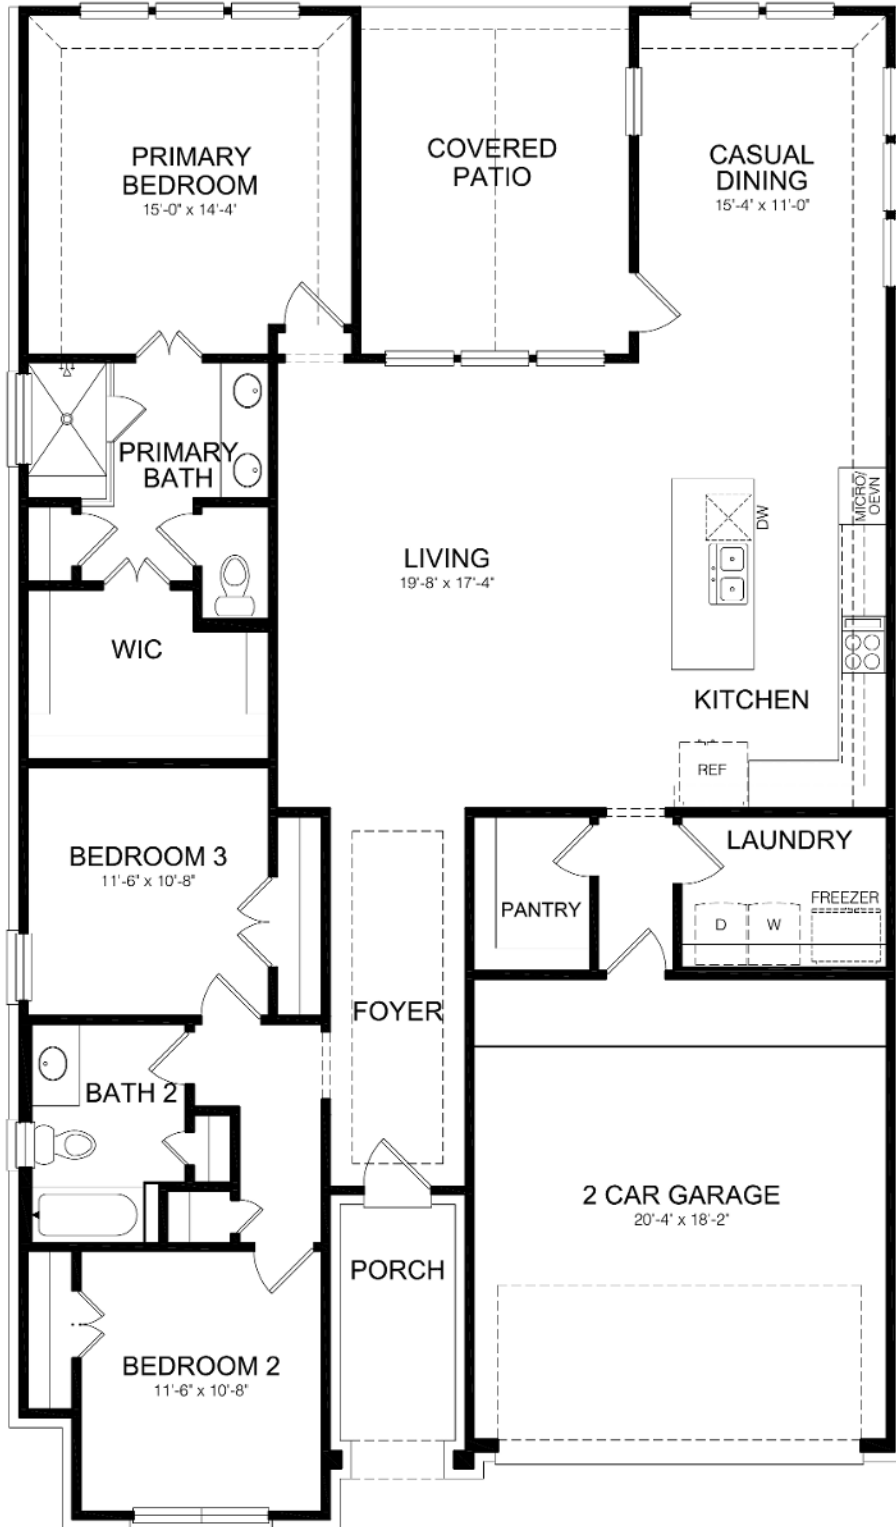 PRIMARY
BEDROOM
15'-0" x 14'-4'
COVERED
PATIO
CASUAL
DINING
15'-4" x 11'-0"
PRIMARY
BATH
MICRO/
OEVN
DW
LIVING
19'-8" x 17'-4"
WIC
KITCHEN
REF
BEDROOM 3
11'-6" x 10'-8"
LAUNDRY
PANTRY
FREEZER
D
W
FOYER
BATH 2
2 CAR GARAGE
20'-4" x 18'-2"
PORCH
BEDROOM 2
11'-6" x 10'-8"